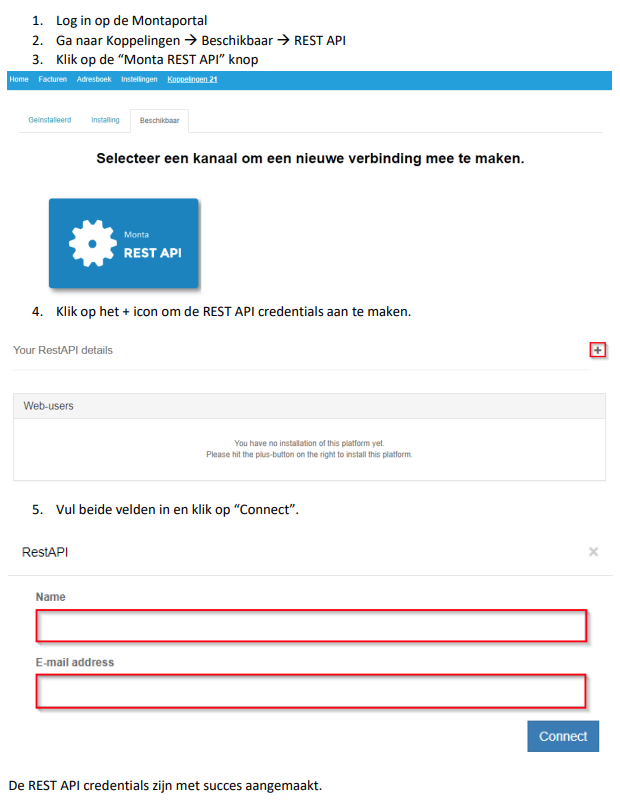 1. Log in op de Montaportal
2. Ga naar Koppelingen → Beschikbaar → REST API
3. Klik op de “Monta REST API” knop
Home Facturen Adresboek Instellingen Koppelingen 21
Geïnstalleerd Installing Beschikbaar
Selecteer een kanaal om een nieuwe verbinding mee te maken.
Monta
REST API
4. Klik op het + icon om de REST API credentials aan te maken.
Your RestAPI details +
Web-users
You have no installation of this platform yet.
Please hit the plus-button on the right to install this platform.
5. Vul beide velden in en klik op “Connect”.
RestAPI ×
Name
E-mail address
Connect
De REST API credentials zijn met succes aangemaakt.